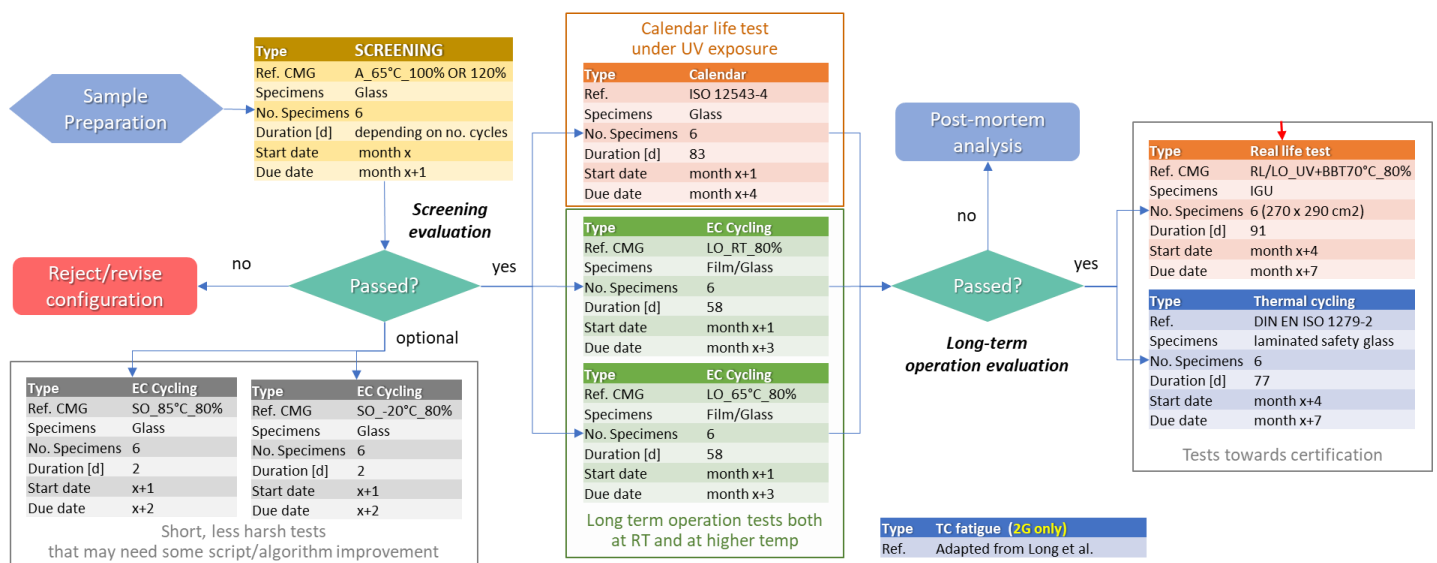 Sample
Preparation
Type SCREENING
Ref. CMG A_65°C_100% OR 120%
Specimens Glass
No. Specimens 6
Duration [d] depending on no. cycles
Start date month x
Due date month x+1
Screening
evaluation
Passed?
no
yes
optional
Reject/revise
configuration
Type EC Cycling
Ref. CMG SO_85°C_80%
Specimens Glass
No. Specimens 6
Duration [d] 2
Start date x+1
Due date x+2
Type EC Cycling
Ref. CMG SO_-20°C_80%
Specimens Glass
No. Specimens 6
Duration [d] 2
Start date x+1
Due date x+2
Short, less harsh tests
that may need some script/algorithm improvement
Calendar life test
under UV exposure
Type Calendar
Ref. ISO 12543-4
Specimens Glass
No. Specimens 6
Duration [d] 83
Start date month x+1
Due date month x+4
Type EC Cycling
Ref. CMG LO_RT_80%
Specimens Film/Glass
No. Specimens 6
Duration [d] 58
Start date month x+1
Due date month x+3
Type EC Cycling
Ref. CMG LO_65°C_80%
Specimens Film/Glass
No. Specimens 6
Duration [d] 58
Start date month x+1
Due date month x+3
Long term operation tests both
at RT and at higher temp
Post-mortem
analysis
no
Passed?
yes
Long-term
operation evaluation
Type Real life test
Ref. CMG RL/LO_UV+BBT70°C_80%
Specimens IGU
No. Specimens 6 (270 x 290 cm2)
Duration [d] 91
Start date month x+4
Due date month x+7
Type Thermal cycling
Ref. DIN EN ISO 1279-2
Specimens laminated safety glass
No. Specimens 6
Duration [d] 77
Start date month x+4
Due date month x+7
Tests towards certification
Type TC fatigue (2G only)
Ref. Adapted from Long et al.